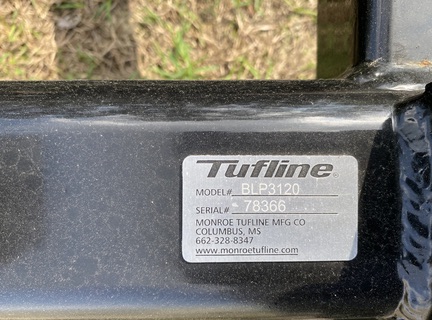 Tufline
MODEL# BLP3120
SERIAL# 78366
MONROE TUFLINE MFG CO
COLUMBUS, MS
662-328-8347
www.monroetufline.com